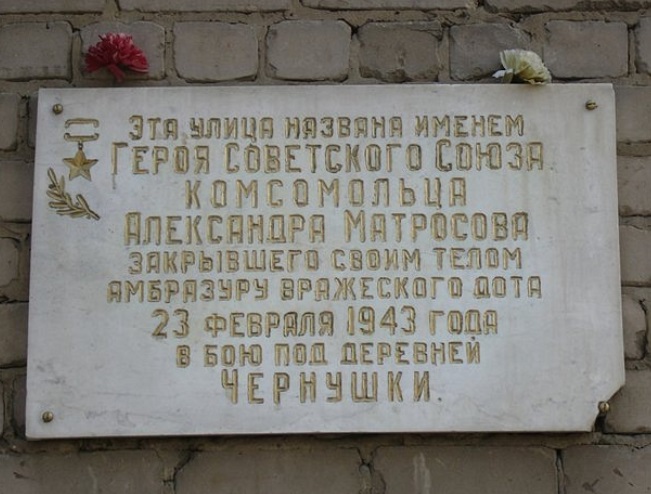 Эта улица названа именем
Героя Советского Союза
комсомольца
Александра Матросова
закрывшего своим телом
амбразуру вражеского дота
23 февраля 1943 года
в бою под деревней
Чернушки.